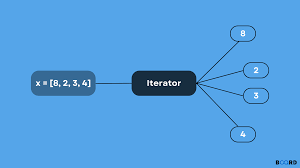 8
x = [8, 2, 3, 4]
Iterator
2
3
4
BOARD